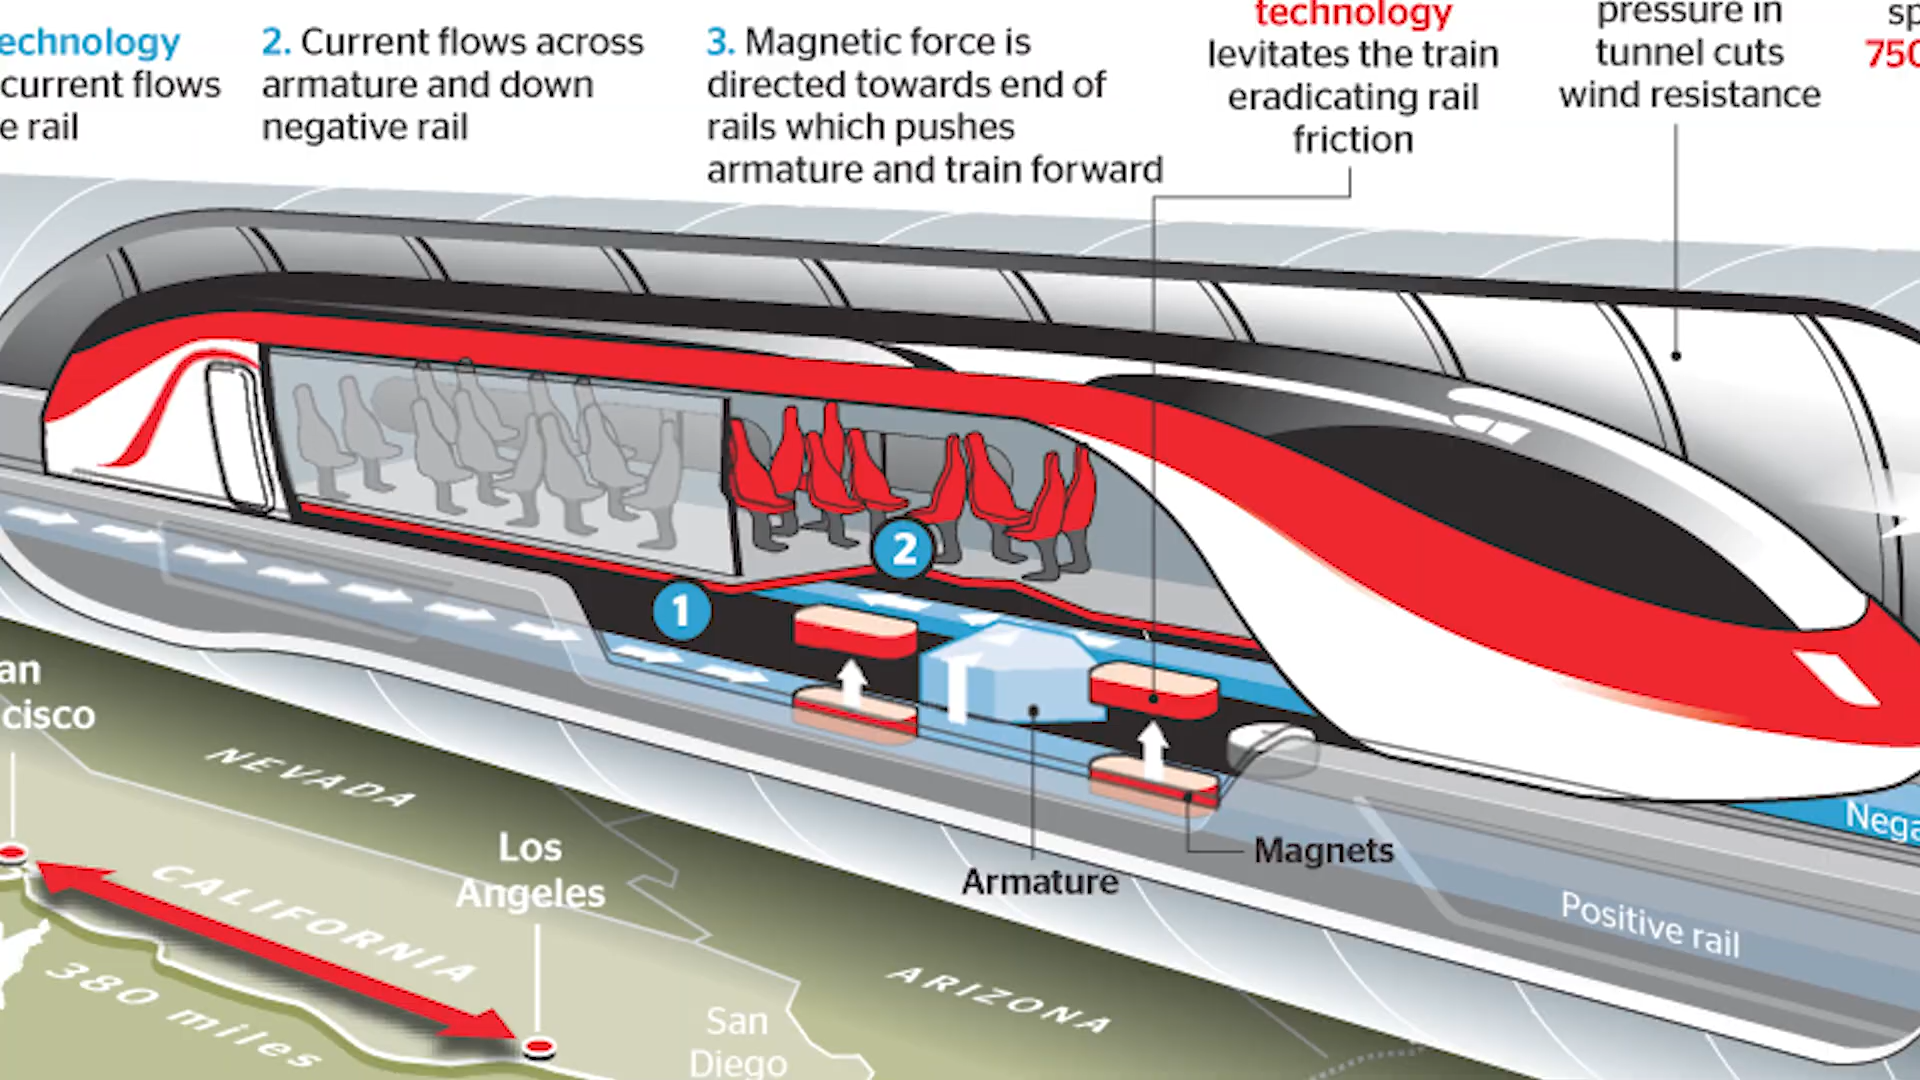 echnology
current flows
e rail
2. Current flows across
armature and down
negative rail
3. Magnetic force is
directed towards end of
rails which pushes
armature and train forward
technology
levitates the train
eradicating rail
friction
pressure in
tunnel cuts
wind resistance
sp
750
2
1
an
cisco
NEVADA
Los
Angeles
CALIFORNIA
380 miles
San
Diego
ARIZONA
Armature
Magnets
Nega
Positive rail